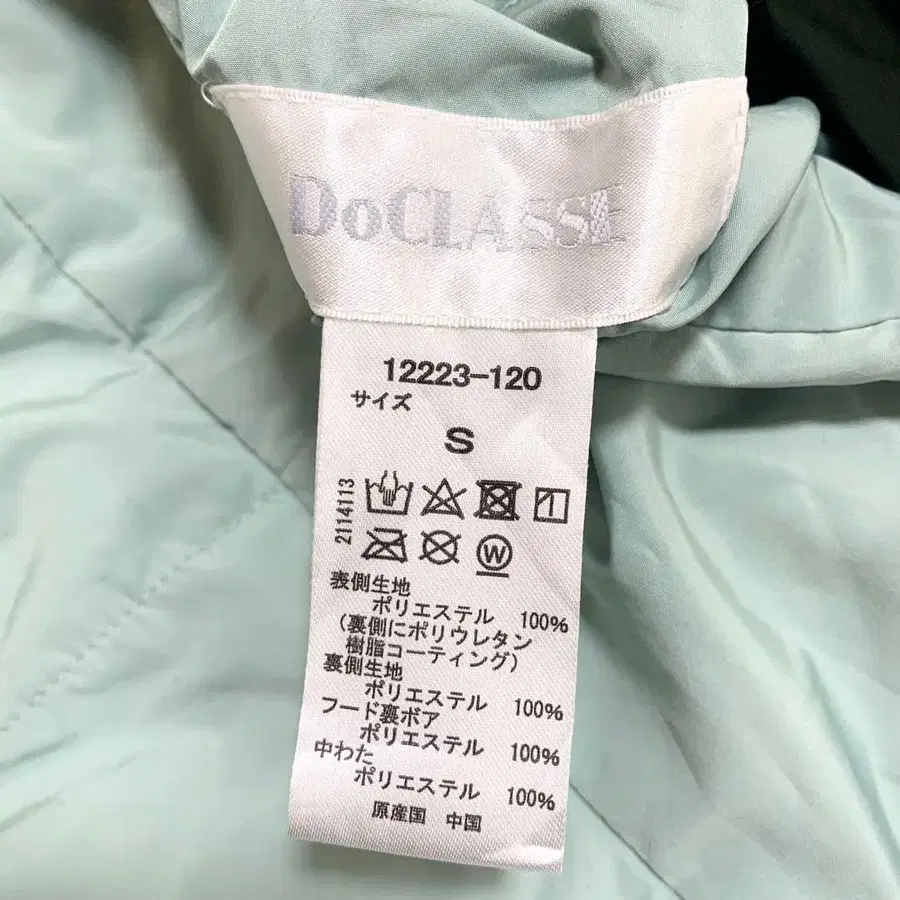 DoCLASSE
12223-120
サイズ
S
2114113
W
表側生地
ポリエステル 100%
(裏側にポリウレタン
樹脂コーティング)
裏側生地
ポリエステル 100%
フード裏ボア
ポリエステル 100%
中わた
ポリエステル 100%
原産国 中国